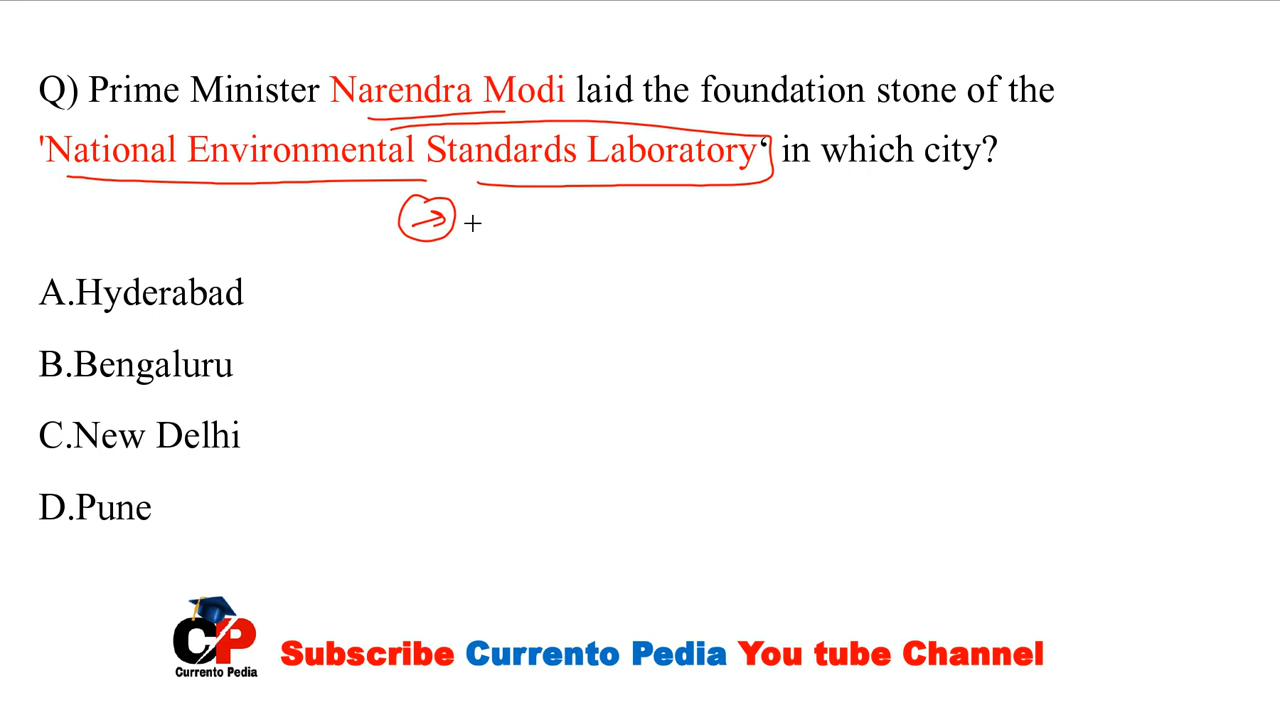 Q) Prime Minister Narendra Modi laid the foundation stone of the
'National Environmental Standards Laboratory‘ in which city?
A.Hyderabad
B.Bengaluru
C.New Delhi
D.Pune
CP
Currento Pedia
Subscribe Currento Pedia You tube Channel